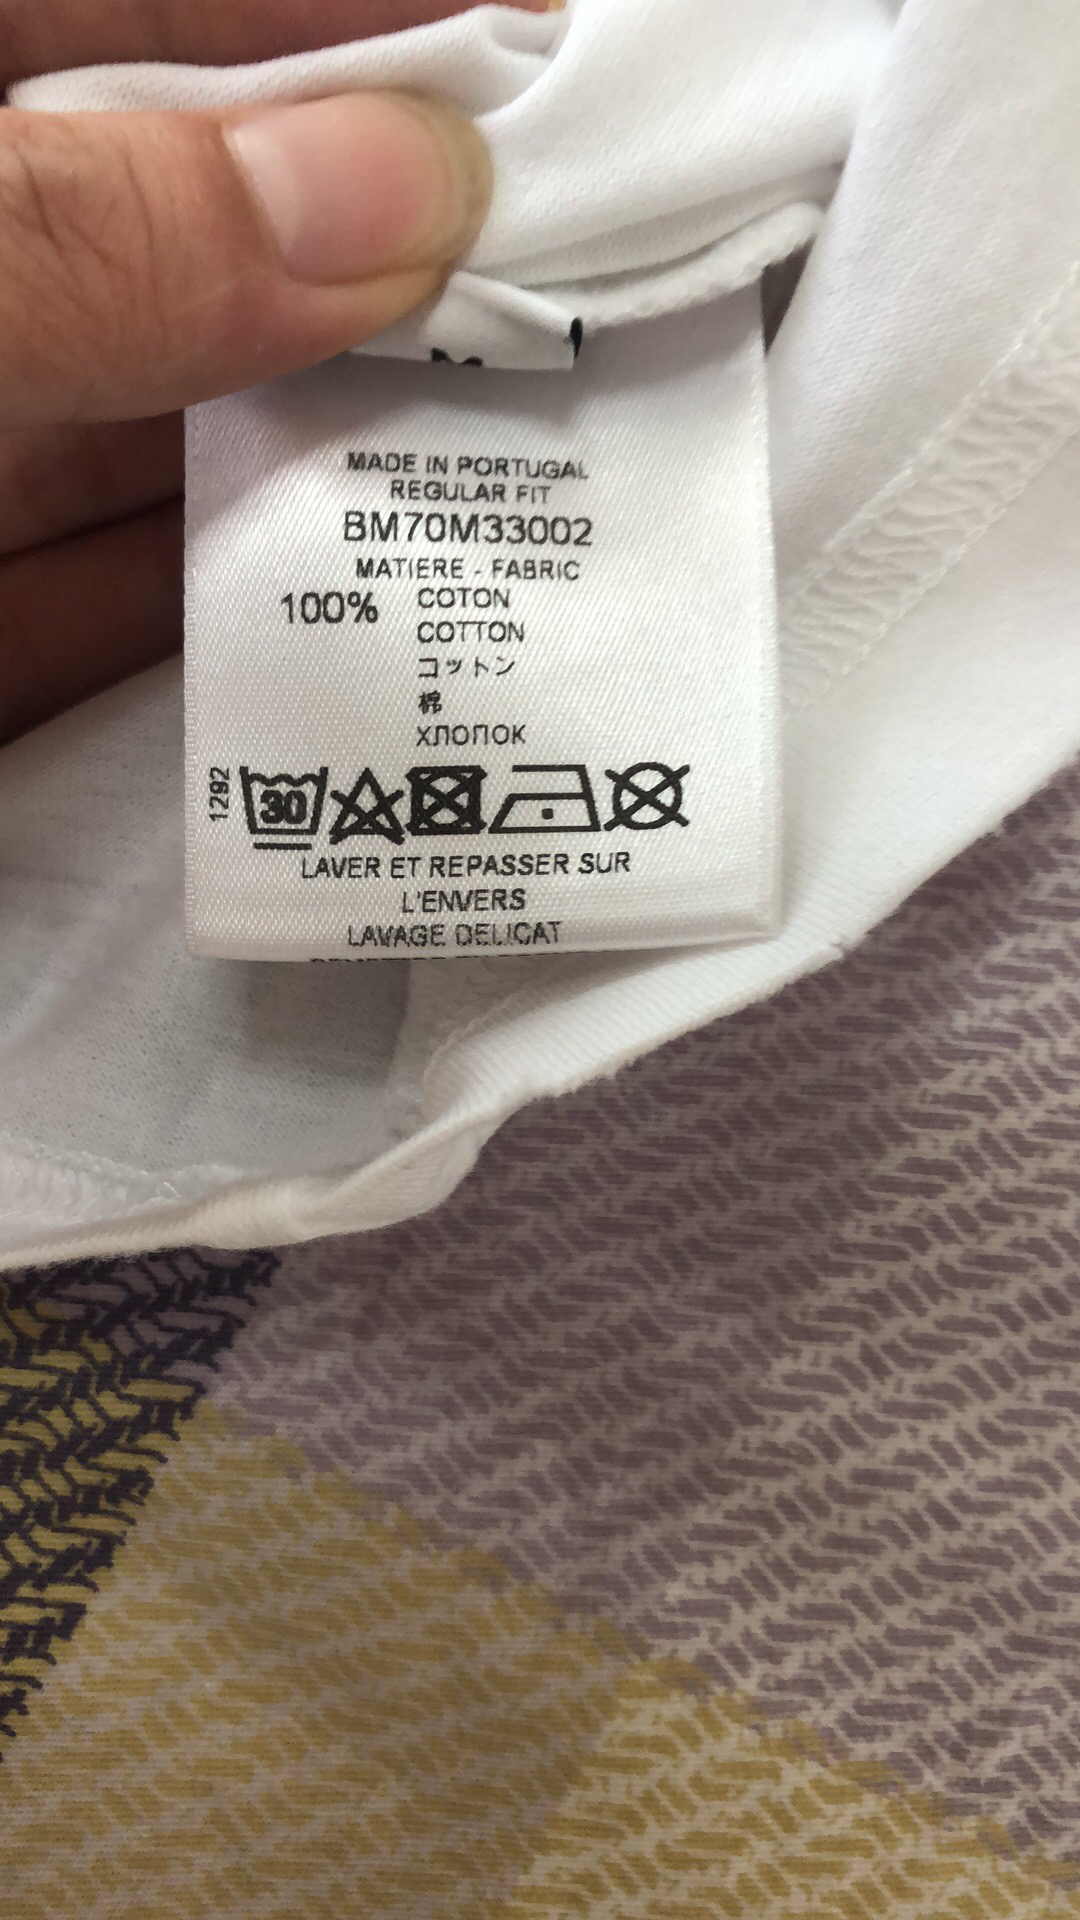 MADE IN PORTUGAL
REGULAR FIT
BM70M33002
MATIERE - FABRIC
100% COTON
COTTON
コットン
棉
ХЛОПОК
1292
30
LAVER ET REPASSER SUR
L'ENVERS
LAVAGE DELICAT